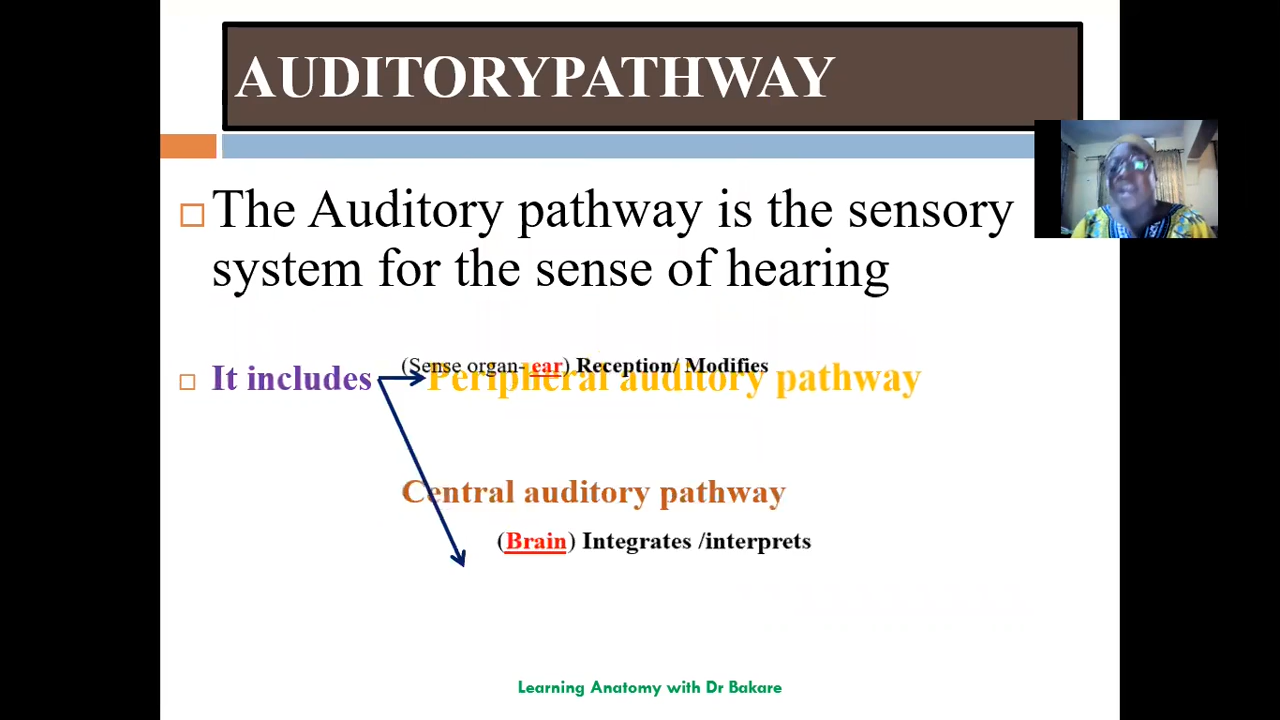 AUDITORYPATHWAY
The Auditory pathway is the sensory
system for the sense of hearing
(Sense organ- ear) Reception/ Modifies
It includes Peripheral auditory pathway
Central auditory pathway
(Brain) Integrates /interprets
Learning Anatomy with Dr Bakare